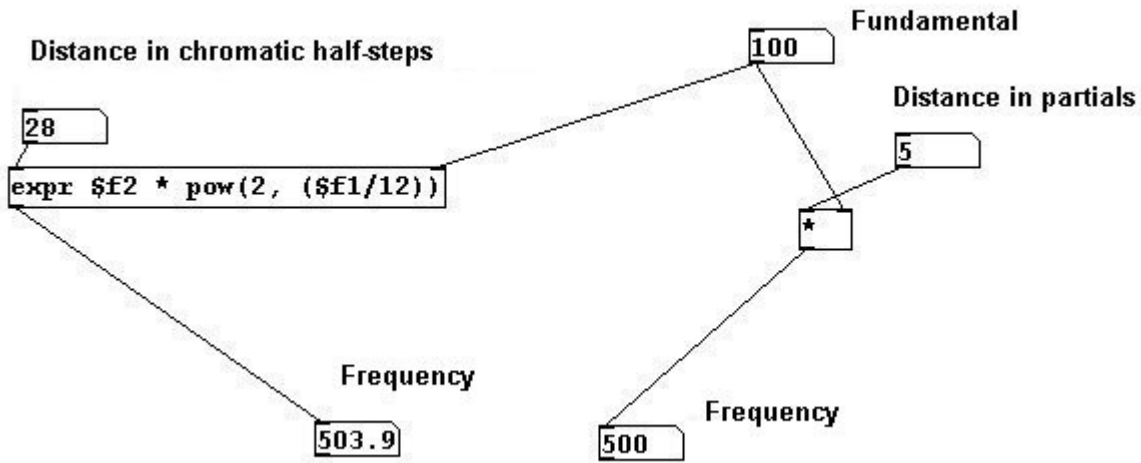 Fundamental
100
Distance in chromatic half-steps
Distance in partials
28
5
expr $f2 * pow(2, ($f1/12))
*
Frequency
503.9
Frequency
500